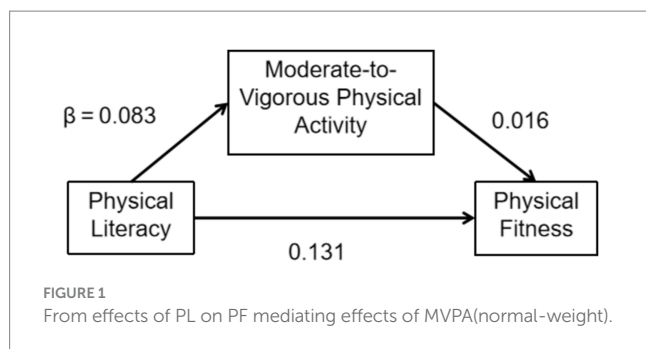 Moderate-to-
Vigorous Physical
Activity
β = 0.083
0.016
Physical
Literacy
Physical
Fitness
0.131
FIGURE 1
From effects of PL on PF mediating effects of MVPA(normal-weight).